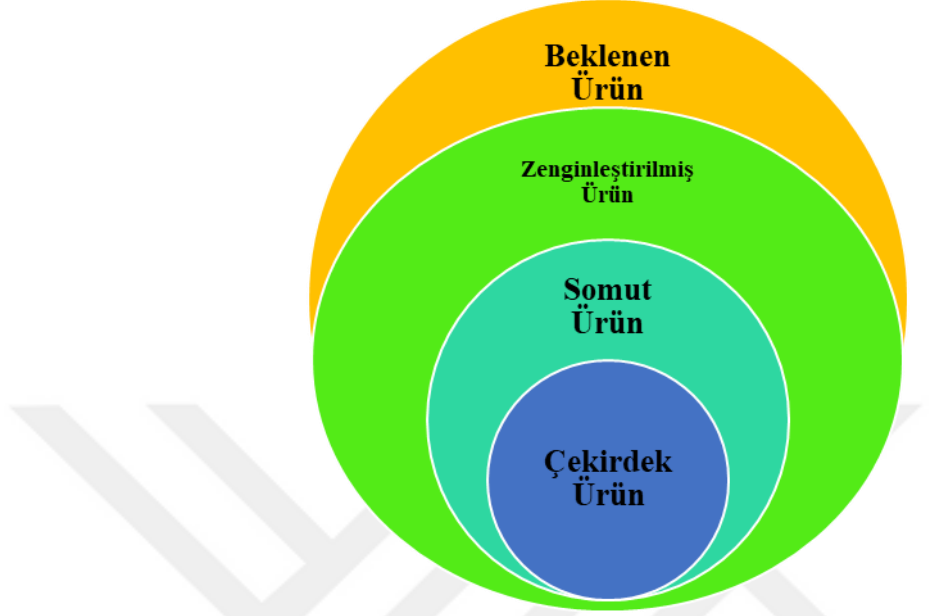 Beklenen
Ürün
Zenginleştirilmiş
Ürün
Somut
Ürün
Çekirdek
Ürün